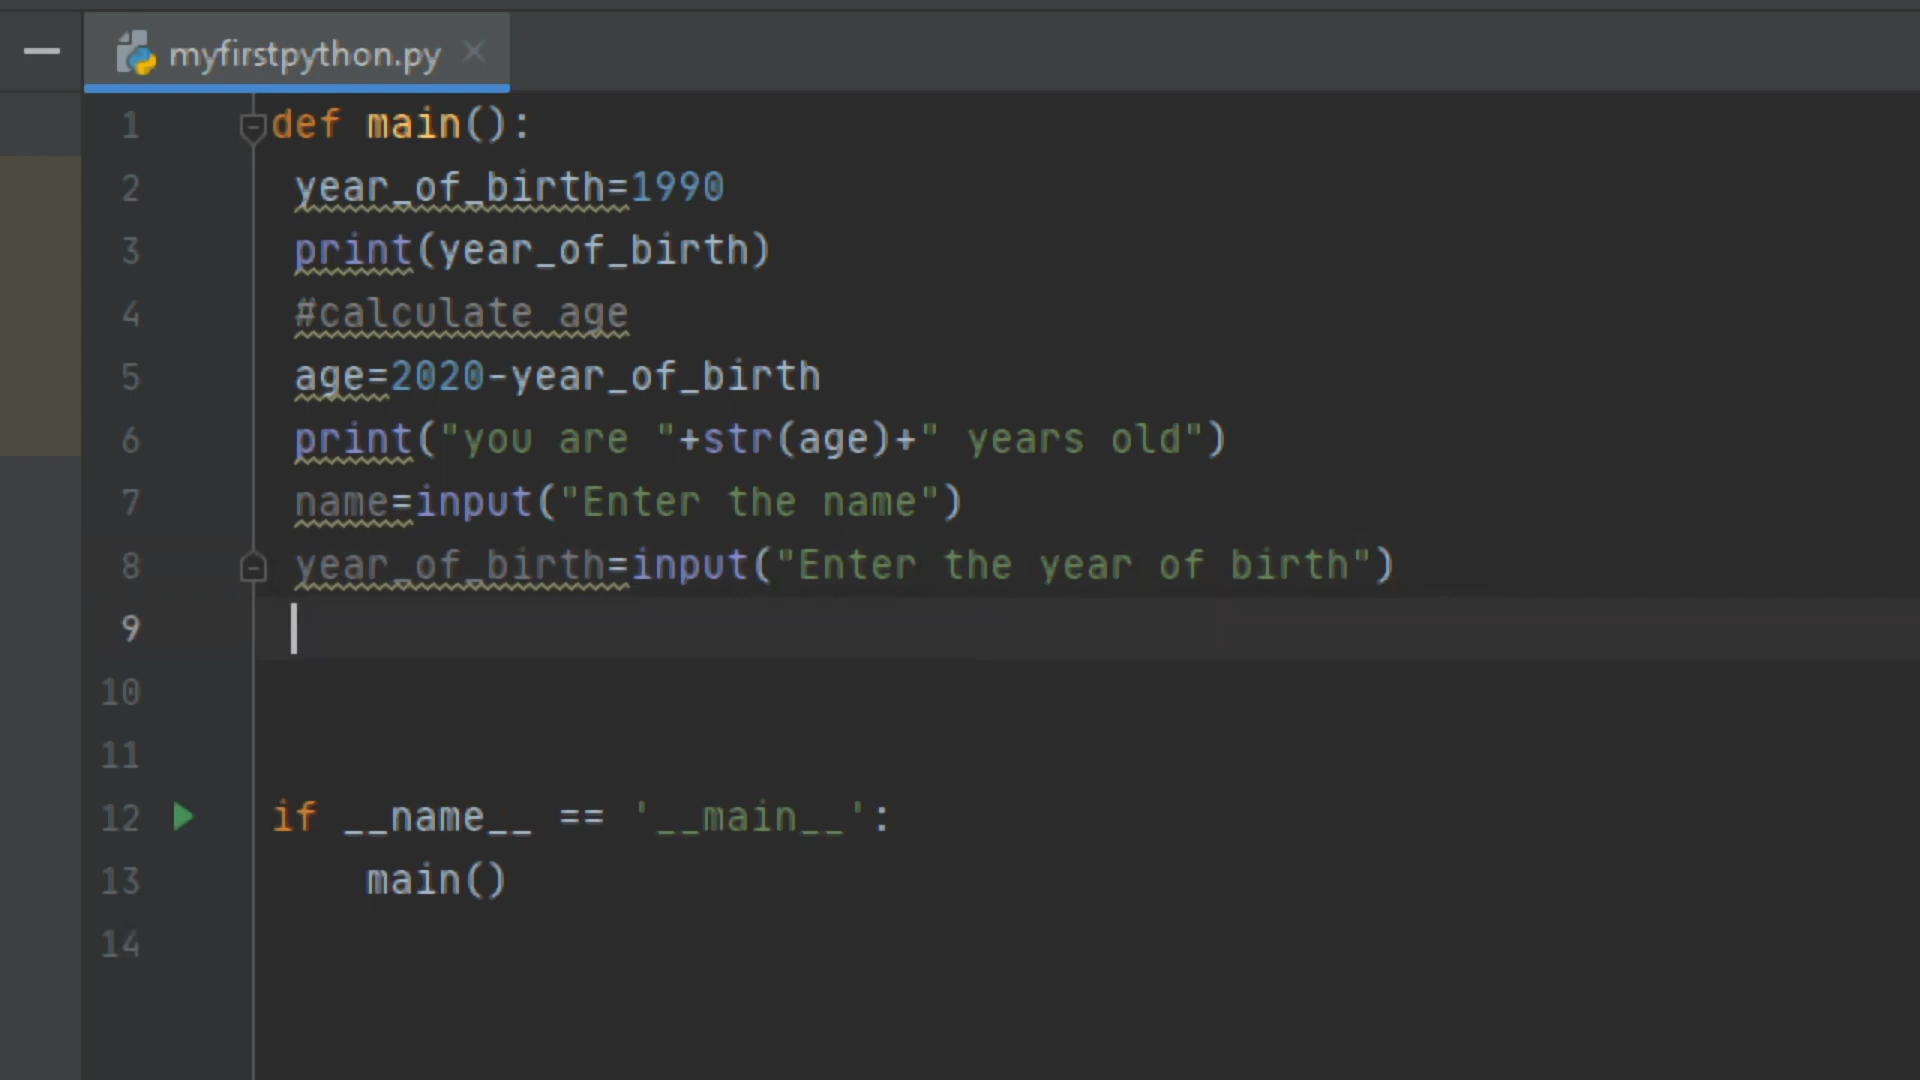 myfirstpython.py
1 def main():
2 year_of_birth=1990
3 print(year_of_birth)
4 #calculate age
5 age=2020-year_of_birth
6 print("you are "+str(age)+" years old")
7 name=input("Enter the name")
8 year_of_birth=input("Enter the year of birth")
9
10
11
12 if __name__ == '__main__':
13 main()
14